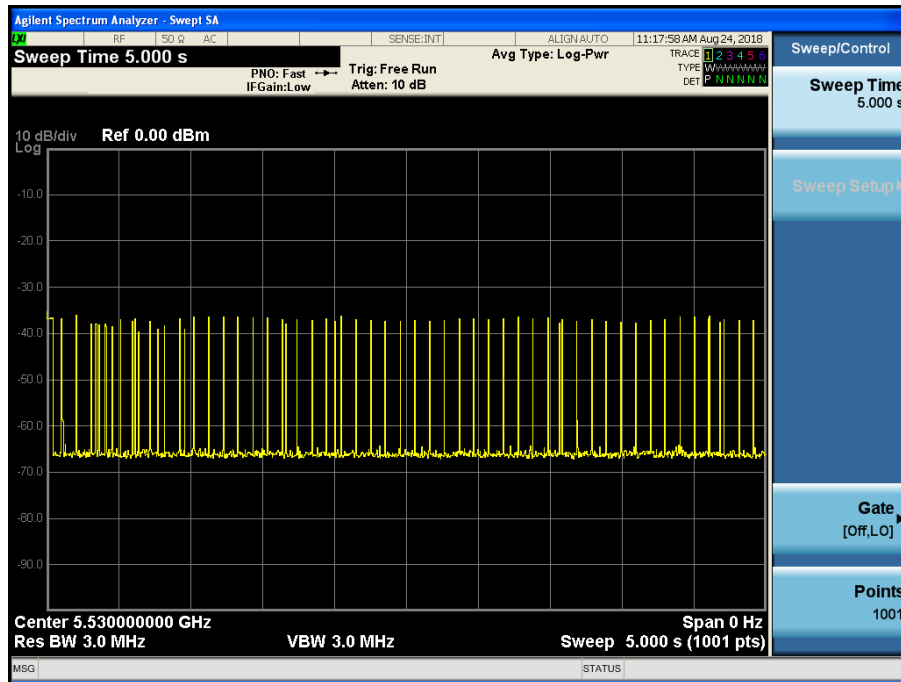 Agilent Spectrum Analyzer - Swept SA
LXI RF 50 Ω AC SENSE:INT ALIGN AUTO 11:17:58 AM Aug 24, 2018
Sweep Time 5.000 s
PNO: Fast
IFGain:Low
Trig: Free Run
Atten: 10 dB
Avg Type: Log-Pwr
TRACE 1 2 3 4 5 6
TYPE WWWWWW
DET P N N N N N
10 dB/div Ref 0.00 dBm
Log
-10.0
-20.0
-30.0
-40.0
-50.0
-60.0
-70.0
-80.0
-90.0
Center 5.530000000 GHz Span 0 Hz
Res BW 3.0 MHz VBW 3.0 MHz Sweep 5.000 s (1001 pts)
MSG STATUS
Sweep/Control
Sweep Time
5.000 s
Sweep Setup
Gate
[Off,LO]
Points
1001